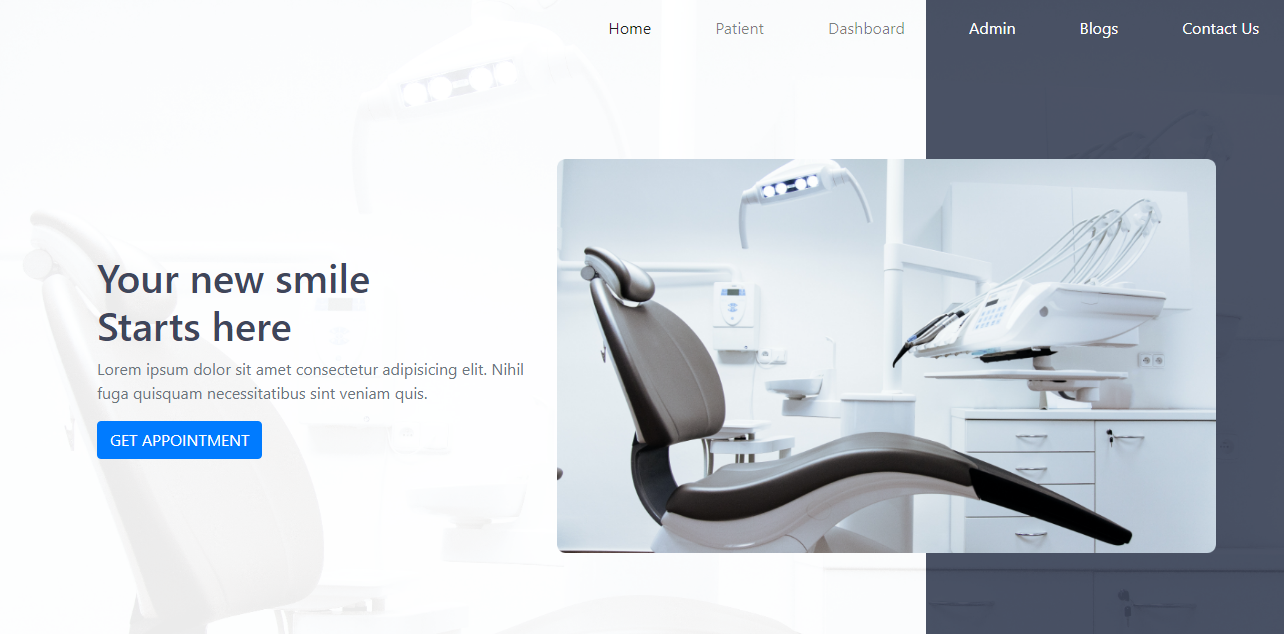 Home Patient Dashboard Admin Blogs Contact Us
Your new smile
Starts here
Lorem ipsum dolor sit amet consectetur adipisicing elit. Nihil
fuga quisquam necessitatibus sint veniam quis.
GET APPOINTMENT